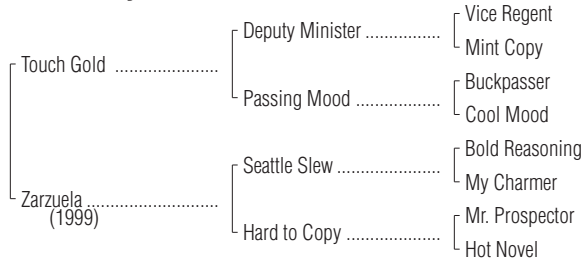 Vice Regent
Deputy Minister ..................
Mint Copy
Touch Gold ......................
Buckpasser
Passing Mood .....................
Cool Mood
Bold Reasoning
Seattle Slew ......................
My Charmer
Zarzuela ............................
(1999)
Mr. Prospector
Hard to Copy ....................
Hot Novel